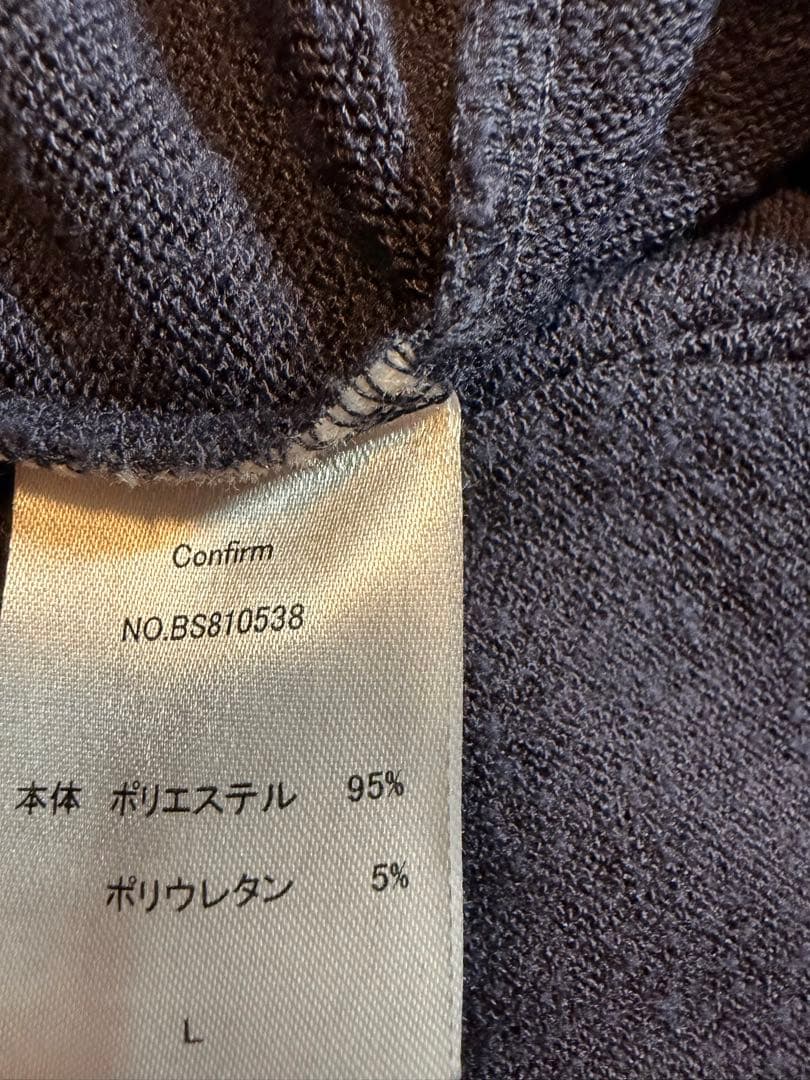 Confirm
NO.BS810538
本体 ポリエステル 95%
ポリウレタン 5%
L